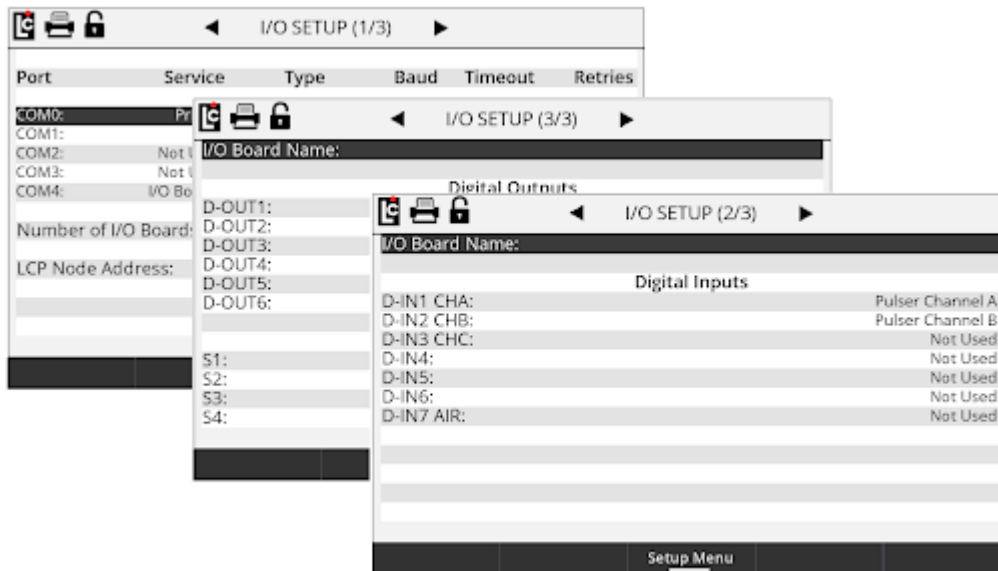 I/O SETUP (1/3)
Port Service Type Baud Timeout Retries
COM0:
COM1:
COM2: Not
COM3: Not
COM4: I/O
Number of I/O
LCP Node Address:
I/O SETUP (3/3)
I/O Board Name:
Digital Outputs
D-OUT1:
D-OUT2:
D-OUT3:
D-OUT4:
D-OUT5:
D-OUT6:
S1:
S2:
S3:
S4:
I/O SETUP (2/3)
I/O Board Name:
Digital Inputs
D-IN1 CHA: Pulser Channel A
D-IN2 CHB: Pulser Channel B
D-IN3 CHC: Not Used
D-IN4: Not Used
D-IN5: Not Used
D-IN6: Not Used
D-IN7 AIR: Not Used
Setup Menu